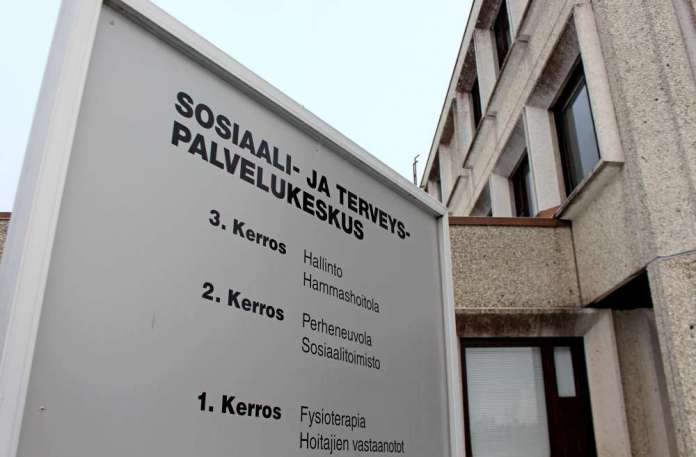 SOSIAALI- JA TERVEYS-
PALVELUKESKUS
3. Kerros Hallinto
Hammashoitola
2. Kerros Perheneuvola
Sosiaalitoimisto
1. Kerros Fysioterapia
Hoitajien vastaanotot